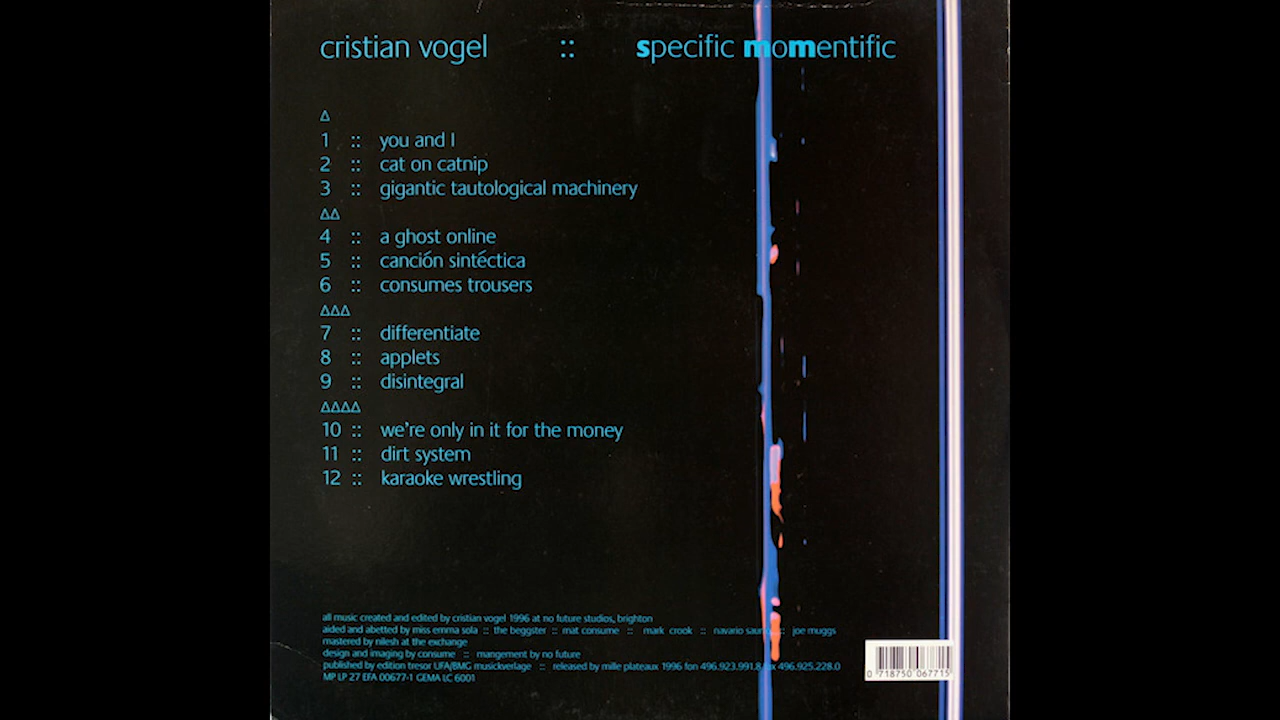 cristian vogel :: specific momentific
Δ
1 :: you and I
2 :: cat on catnip
3 :: gigantic tautological machinery
ΔΔ
4 :: a ghost online
5 :: canción sintéctica
6 :: consumes trousers
ΔΔΔ
7 :: differentiate
8 :: applets
9 :: disintegral
ΔΔΔΔ
10 :: we're only in it for the money
11 :: dirt system
12 :: karaoke wrestling
all music created and edited by cristian vogel 1996 at no future studios, brighton
aided and abetted by miss emma sola :: the beggster :: mat consume :: mark crook :: navario :: joe muggs
mastered by nilesh at the exchange
design and imaging by consume :: mangement by no future
published by edition tresor UFA/BMG musickverlage :: released by mille plateaux 1996 fon 496.923.991.8 496.925.228.0
MP LP 27 EFA 00677-1 GEMA LC 6001
0 718750 067715